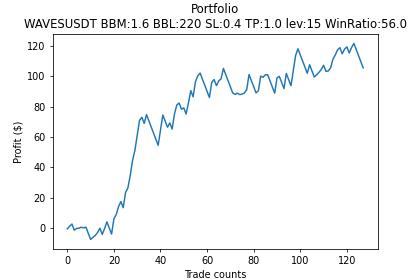 Portfolio
WAVESUSDT BBM:1.6 BBL:220 SL:0.4 TP:1.0 lev:15 WinRatio:56.0
120
100
80
60
40
20
0
Profit ($)
0 20 40 60 80 100 120
Trade counts